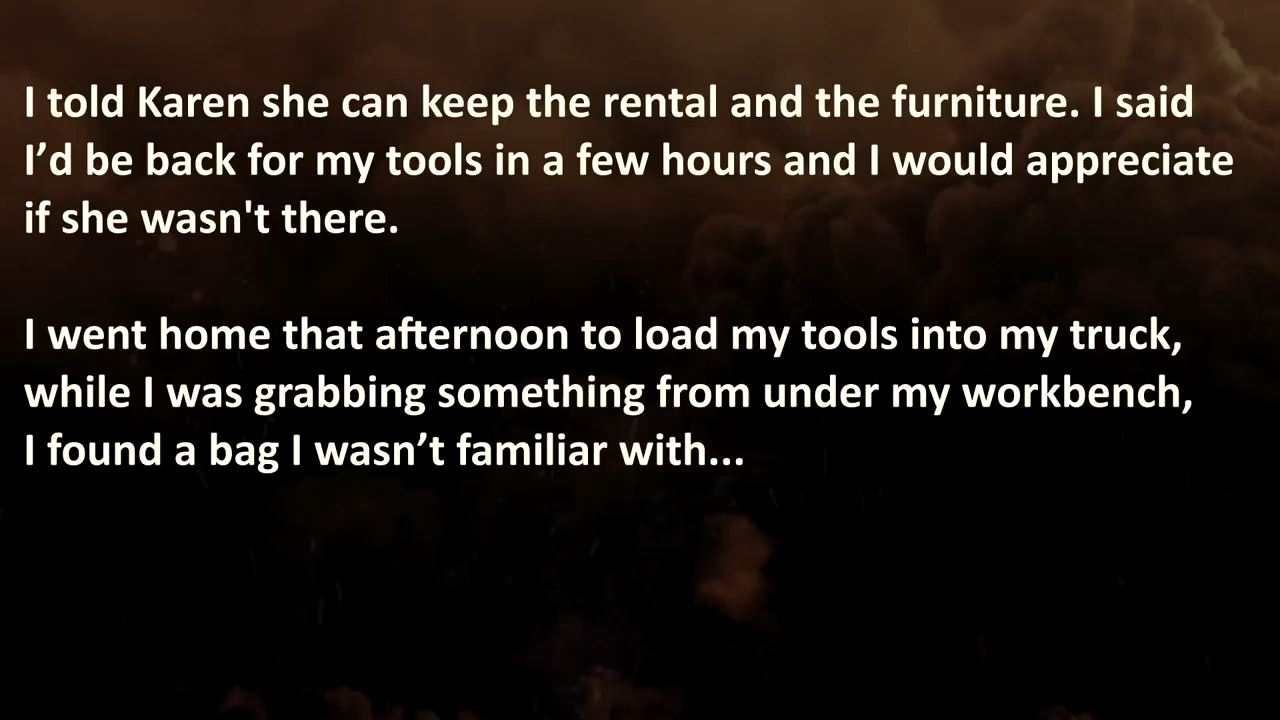 I told Karen she can keep the rental and the furniture. I said
I’d be back for my tools in a few hours and I would appreciate
if she wasn't there.
I went home that afternoon to load my tools into my truck,
while I was grabbing something from under my workbench,
I found a bag I wasn’t familiar with...